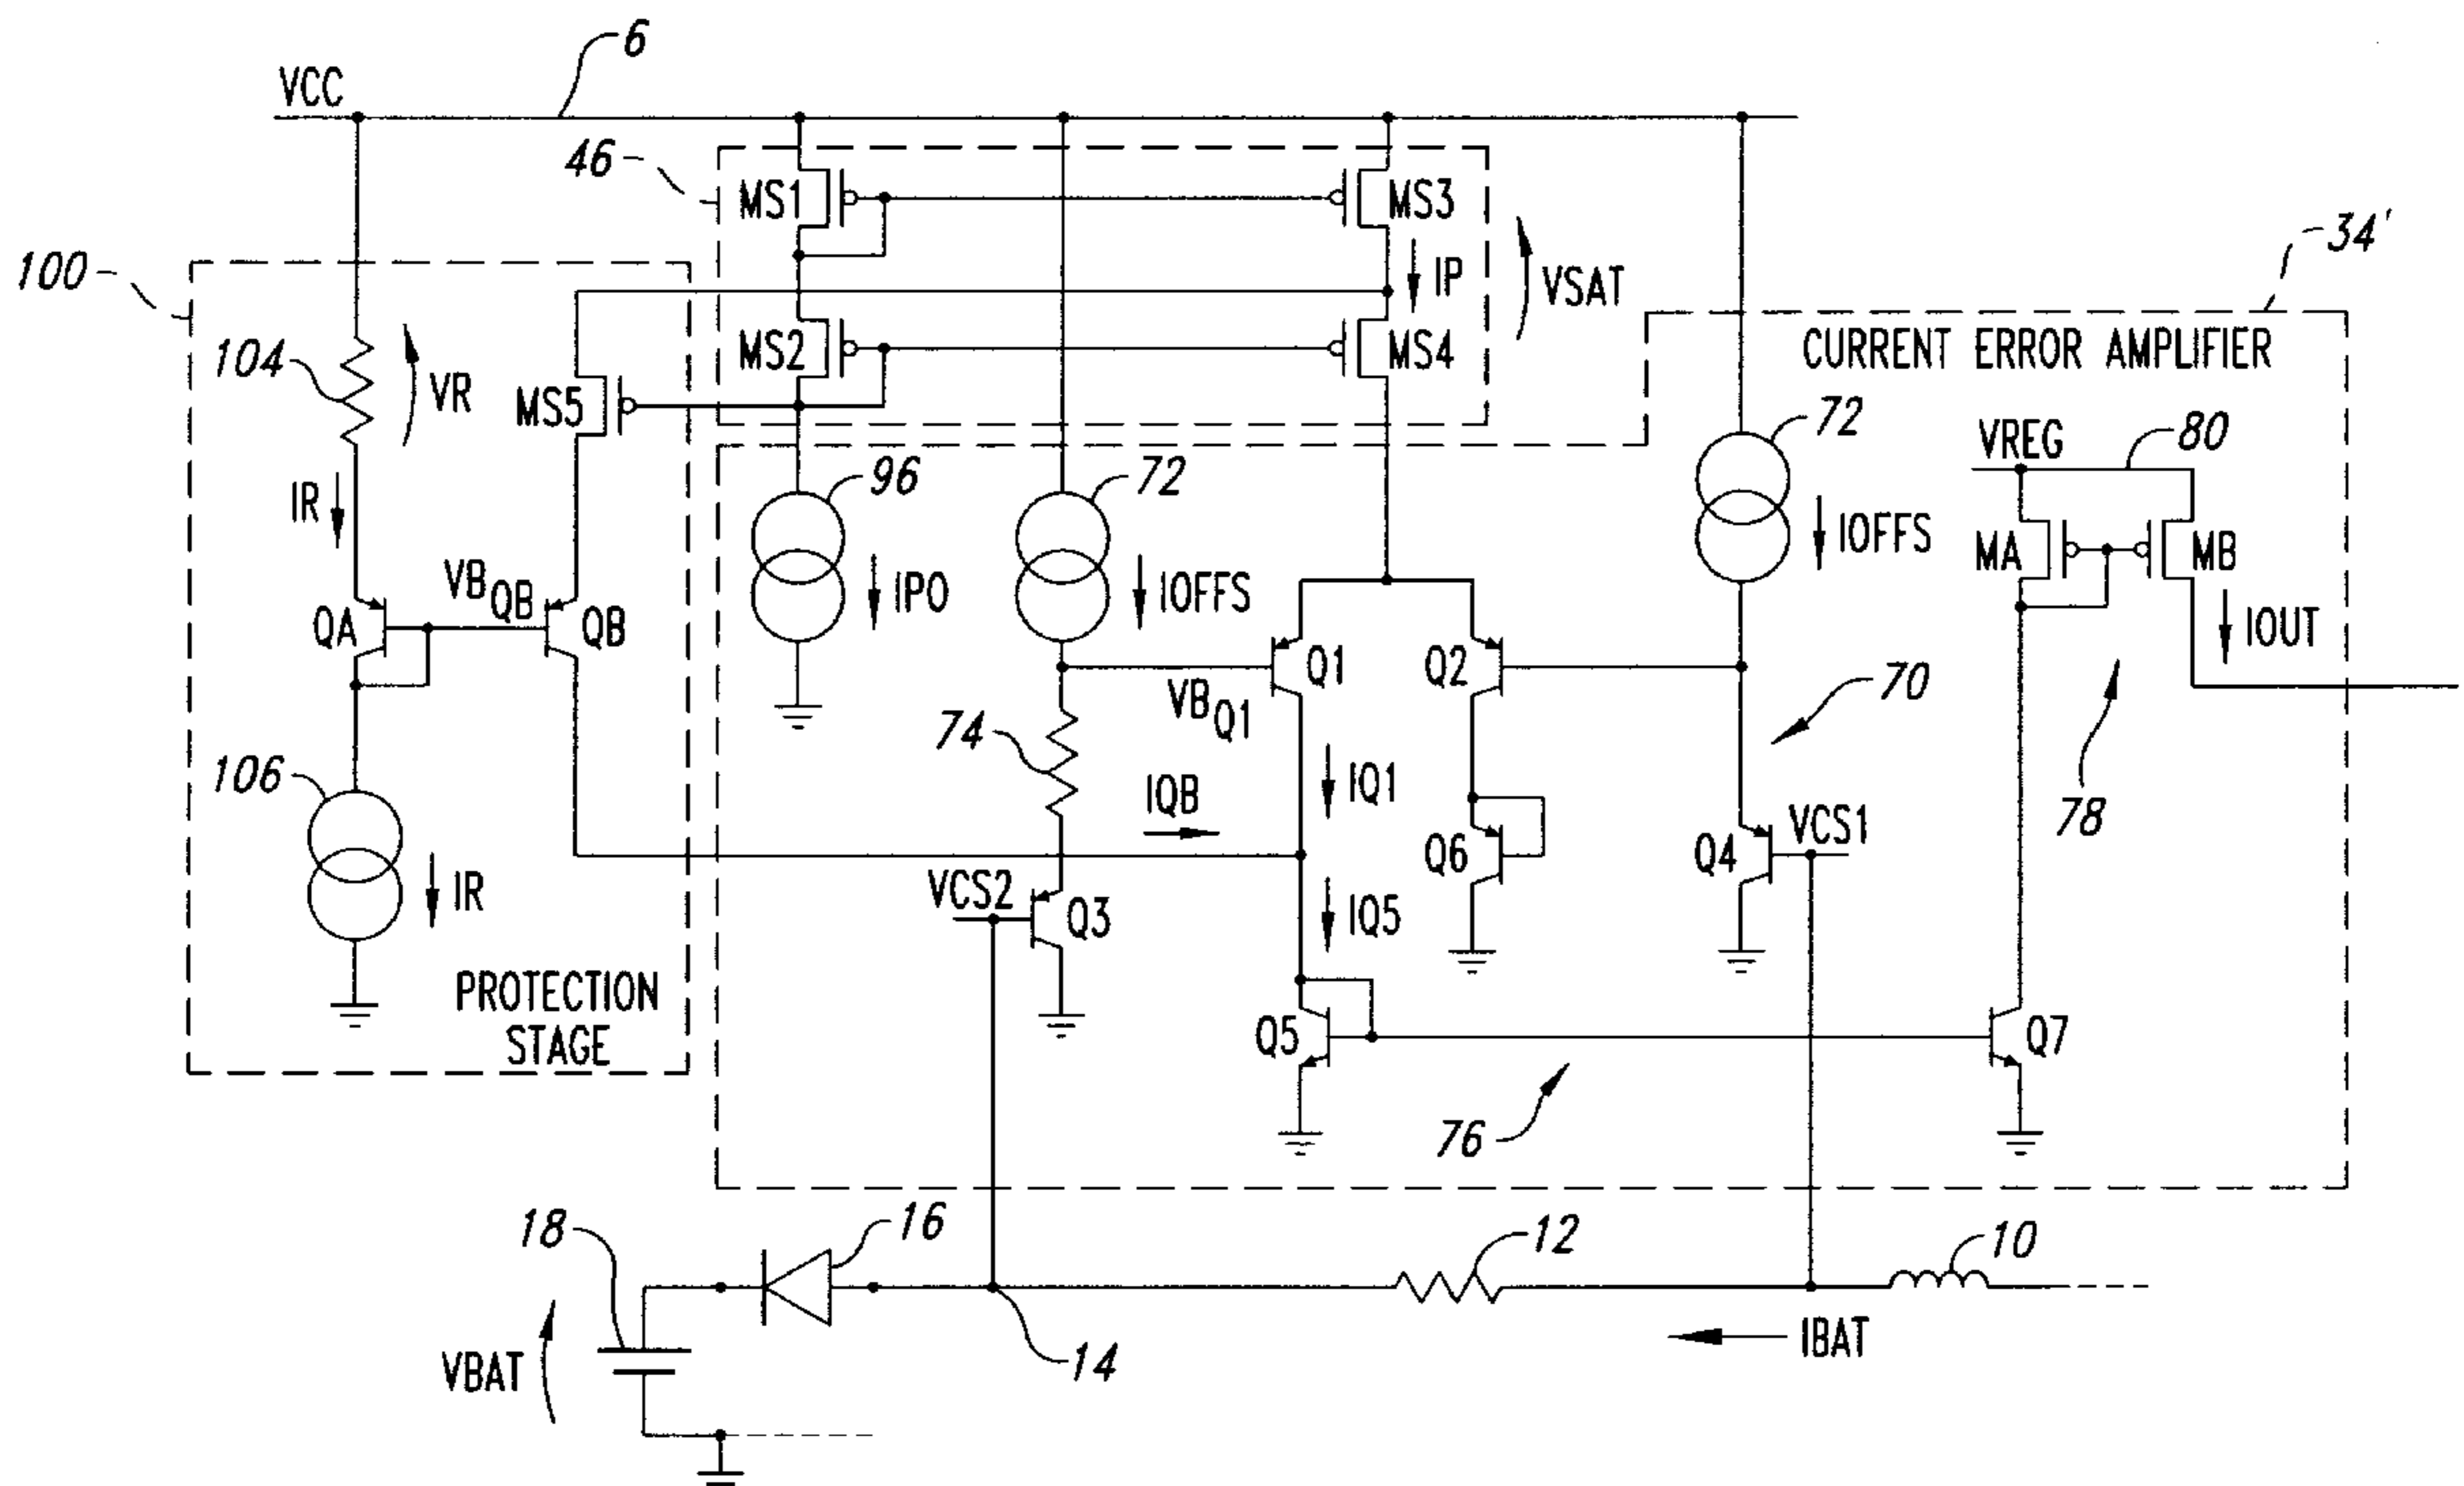 6
VCC
46
MS1
MS3
34'
100
IP
VSAT
CURRENT ERROR AMPLIFIER
104
VR
MS2
MS4
MS5
72
VREG
80
96
72
IR
MA
MB
IOFFS
VBQB
IPO
IOFFS
QA
QB
Q1
Q2
IOUT
VBQ1
70
74
106
IQB
IQ1
78
VCS1
Q6
Q4
IR
VCS2
Q3
IQ5
PROTECTION
STAGE
Q5
Q7
76
18
16
12
10
VBAT
14
IBAT